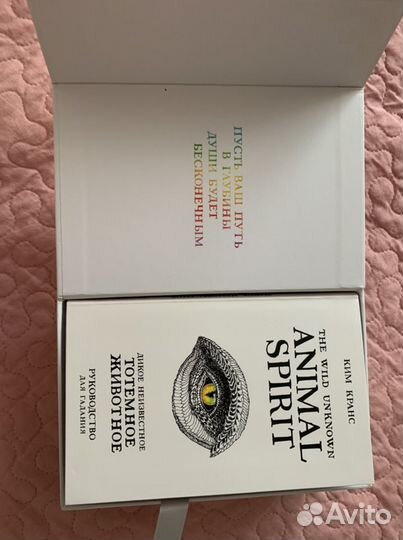 ПУСТЬ ВАШ ПУТЬ
В ГЛУБИНЫ
ДУШИ БУДЕТ
БЕСКОНЕЧНЫМ
КИМ КРАНС
THE WILD UNKNOWN
ANIMAL
SPIRIT
ДИКОЕ НЕИЗВЕСТНОЕ
ТОТЕМНОЕ
ЖИВОТНОЕ
РУКОВОДСТВО
ДЛЯ ГАДАНИЯ
Avito